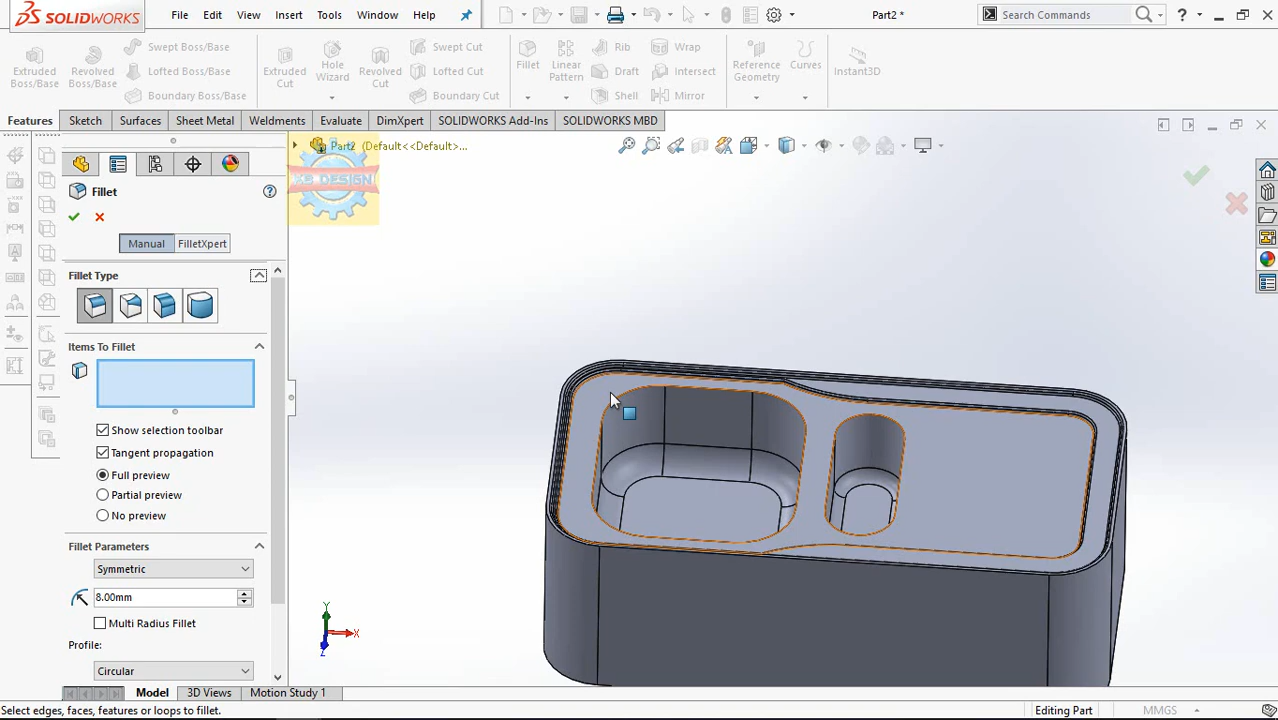 SOLIDWORKS
File Edit View Insert Tools Window Help
Part2 *
Search Commands
?
Extruded Boss/Base
Revolved Boss/Base
Swept Boss/Base
Lofted Boss/Base
Boundary Boss/Base
Extruded Cut
Hole Wizard
Revolved Cut
Swept Cut
Lofted Cut
Boundary Cut
Fillet
Linear Pattern
Rib
Draft
Shell
Wrap
Intersect
Mirror
Reference Geometry
Curves
Instant3D
Features Sketch Surfaces Sheet Metal Weldments Evaluate DimXpert SOLIDWORKS Add-Ins SOLIDWORKS MBD
Part2 (Default<<Default>...
KB DESIGN
Fillet
Manual FilletXpert
Fillet Type
Items To Fillet
Show selection toolbar
Tangent propagation
Full preview
Partial preview
No preview
Fillet Parameters
Symmetric
8.00mm
Multi Radius Fillet
Profile:
Circular
Y
X
Z
Model 3D Views Motion Study 1
Select edges, faces, features or loops to fillet.
Editing Part
MMGS